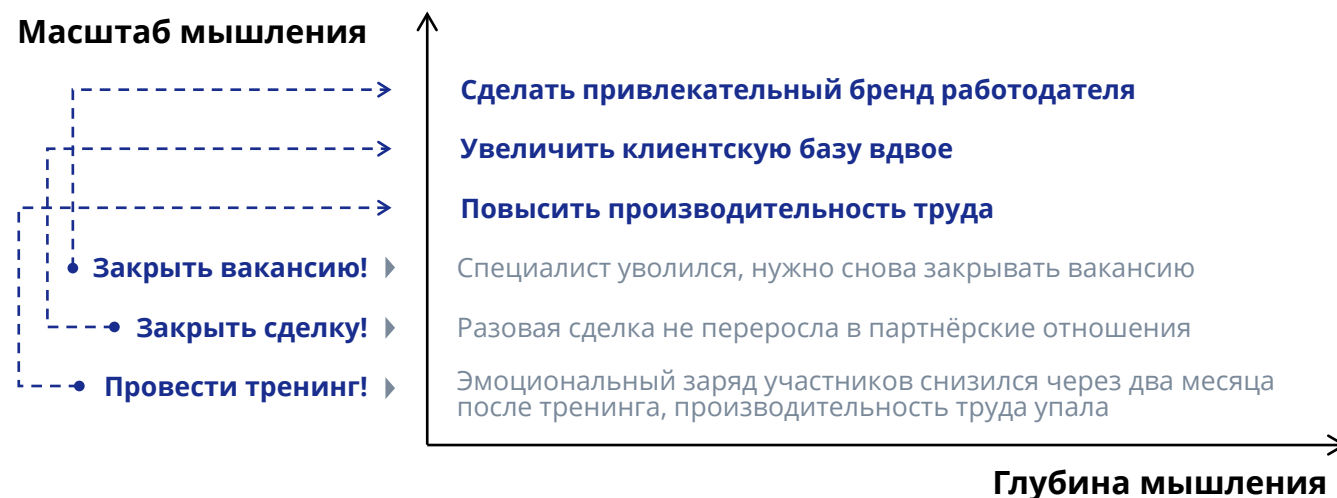 Масштаб мышления
Сделать привлекательный бренд работодателя
Увеличить клиентскую базу вдвое
Повысить производительность труда
Закрыть вакансию!
Специалист уволился, нужно снова закрывать вакансию
Закрыть сделку!
Разовая сделка не переросла в партнёрские отношения
Провести тренинг!
Эмоциональный заряд участников снизился через два месяца
после тренинга, производительность труда упала
Глубина мышления